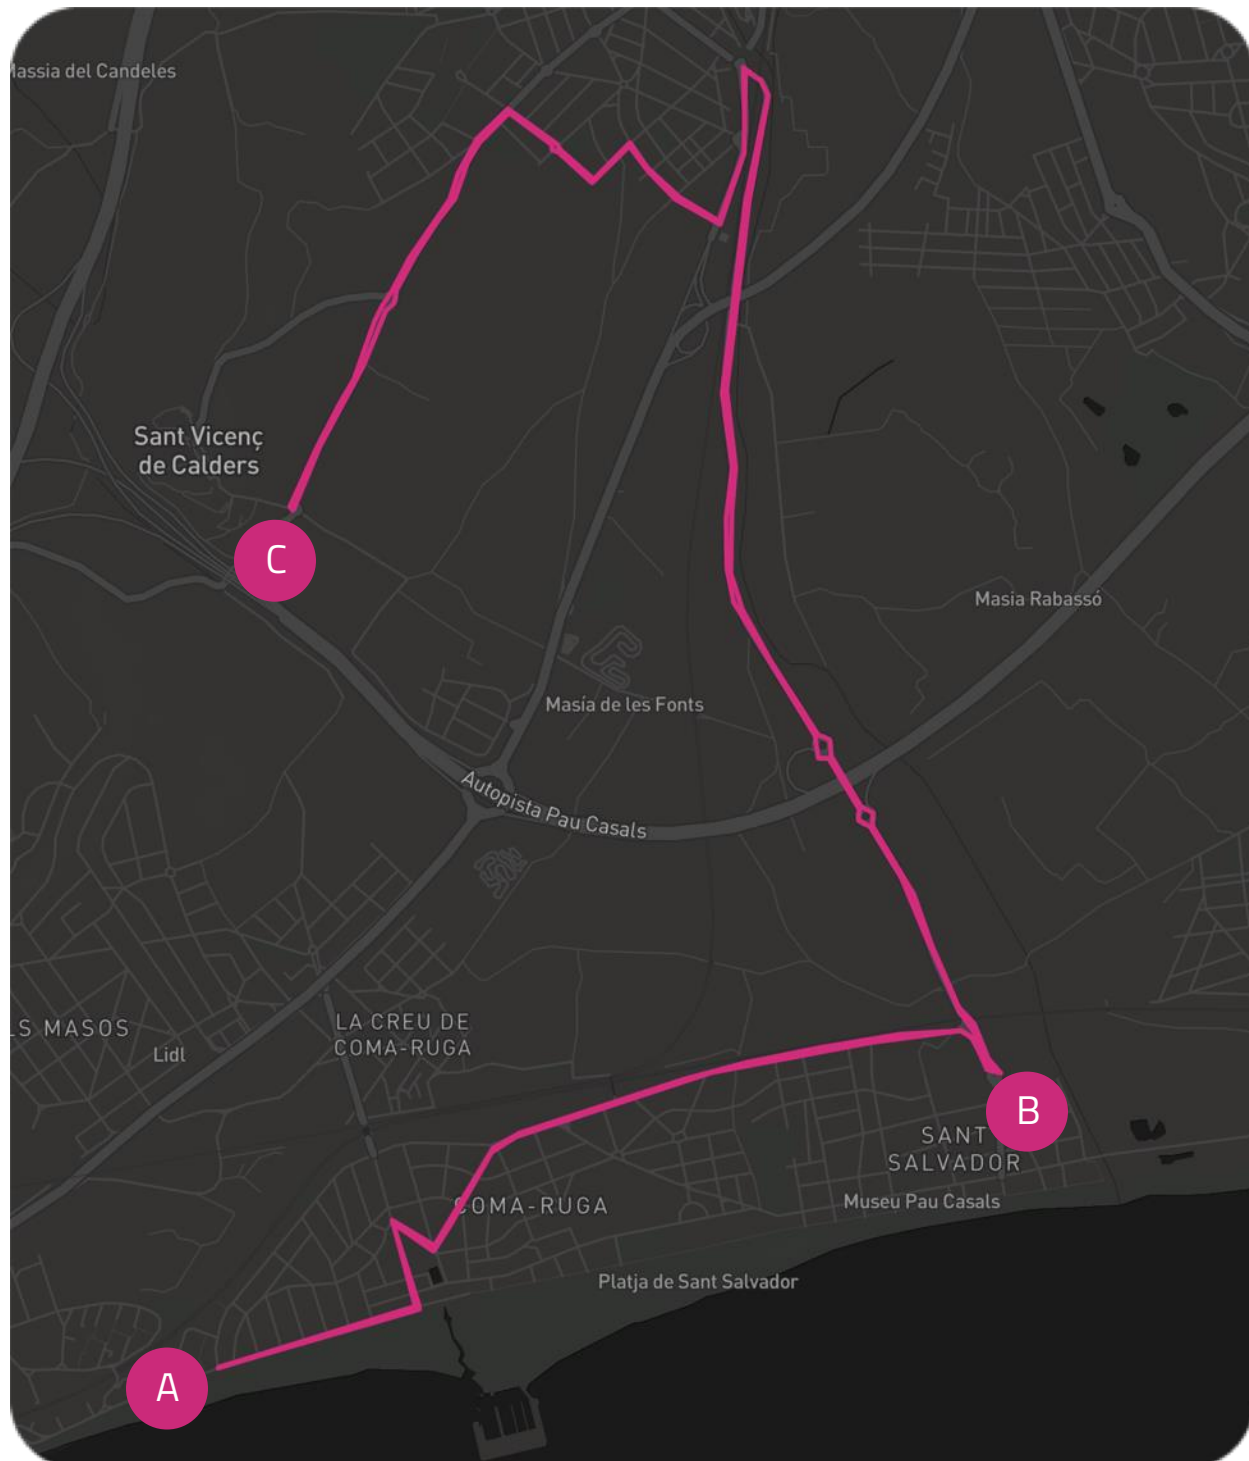 Massia del Candeles
Sant Vicenç
de Calders
C
Masia Rabassó
Masía de les Fonts
Autopista Pau Casals
LS MASOS
Lidl
LA CREU DE
COMA-RUGA
B
SANT
SALVADOR
COMA-RUGA
Museu Pau Casals
Platja de Sant Salvador
A